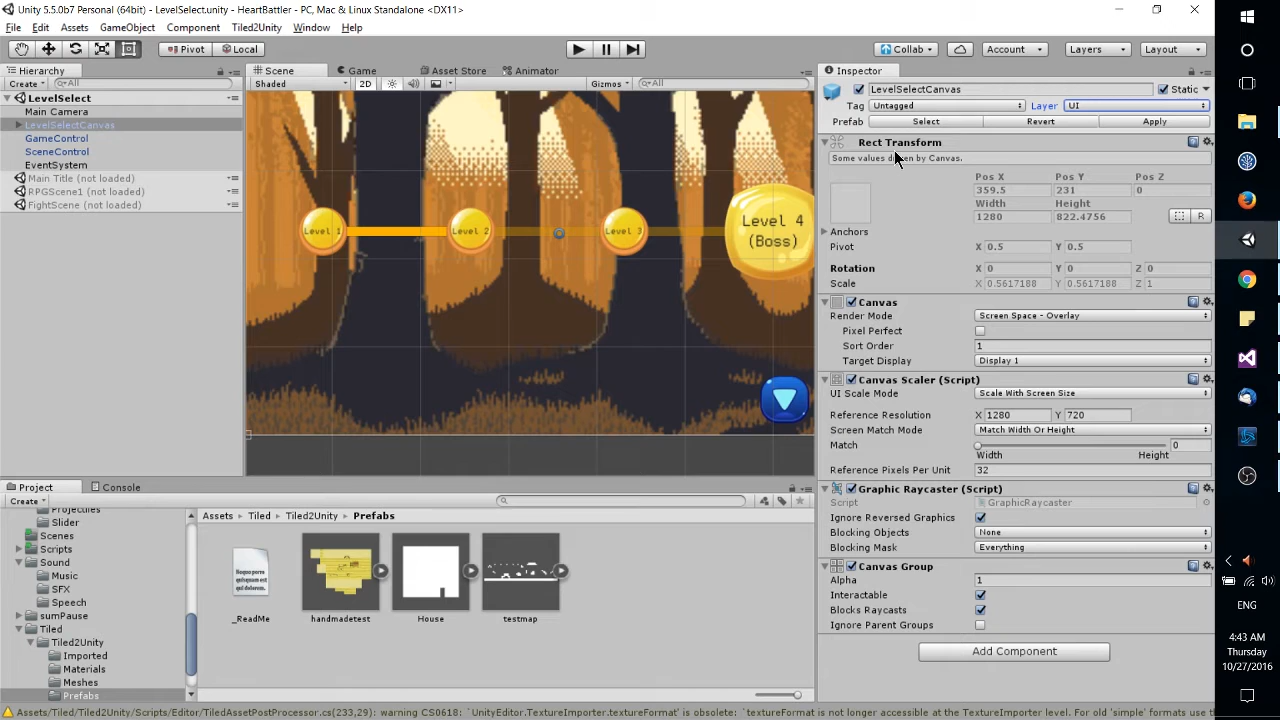 Unity 5.5.0b7 Personal (64bit) - LevelSelect.unity - HeartBattler - PC, Mac & Linux Standalone <DX11>
File Edit Assets GameObject Component Tiled2Unity Window Help
Pivot Local Collab Account Layers Layout
Hierarchy
Create All
LevelSelect
Main Camera
LevelSelectCanvas
GameControl
SceneControl
EventSystem
Main Title (not loaded)
RPGScene1 (not loaded)
FightScene (not loaded)
Scene Game Asset Store Animator
Shaded 2D Gizmos All
Level 1 Level 2 Level 3 Level 4
(Boss)
Inspector
LevelSelectCanvas Static
Tag Untagged Layer UI
Prefab Select Revert Apply
Rect Transform
Some values driven by Canvas.
Pos X Pos Y Pos Z
359.5 231 0
Width Height
1280 822.4756
R
Anchors
Pivot X 0.5 Y 0.5
Rotation X 0 Y 0 Z 0
Scale X 0.5617188 Y 0.5617188 Z 1
Canvas
Render Mode Screen Space - Overlay
Pixel Perfect
Sort Order 1
Target Display Display 1
Canvas Scaler (Script)
UI Scale Mode Scale With Screen Size
Reference Resolution X 1280 Y 720
Screen Match Mode Match Width Or Height
Match 0
Width Height
Reference Pixels Per Unit 32
Graphic Raycaster (Script)
Script GraphicRaycaster
Ignore Reversed Graphics
Blocking Objects None
Blocking Mask Everything
Canvas Group
Alpha 1
Interactable
Blocks Raycasts
Ignore Parent Groups
Add Component
Project Console
Create
Projectiles
Slider
Scenes
Scripts
Sound
Music
SFX
Speech
sumPause
Tiled
Tiled2Unity
Imported
Materials
Meshes
Prefabs
Assets Tiled Tiled2Unity Prefabs
_ReadMe handmadetest House testmap
Assets/Tiled/Tiled2Unity/Scripts/Editor/TiledAssetPostProcessor.cs(233,29): warning CS0618: `UnityEditor.TextureImporter.textureFormat' is obsolete: `textureFormat is not longer accessible at the TextureImporter level. For old 'simple' formats use t
ENG
4:43 AM
Thursday
10/27/2016